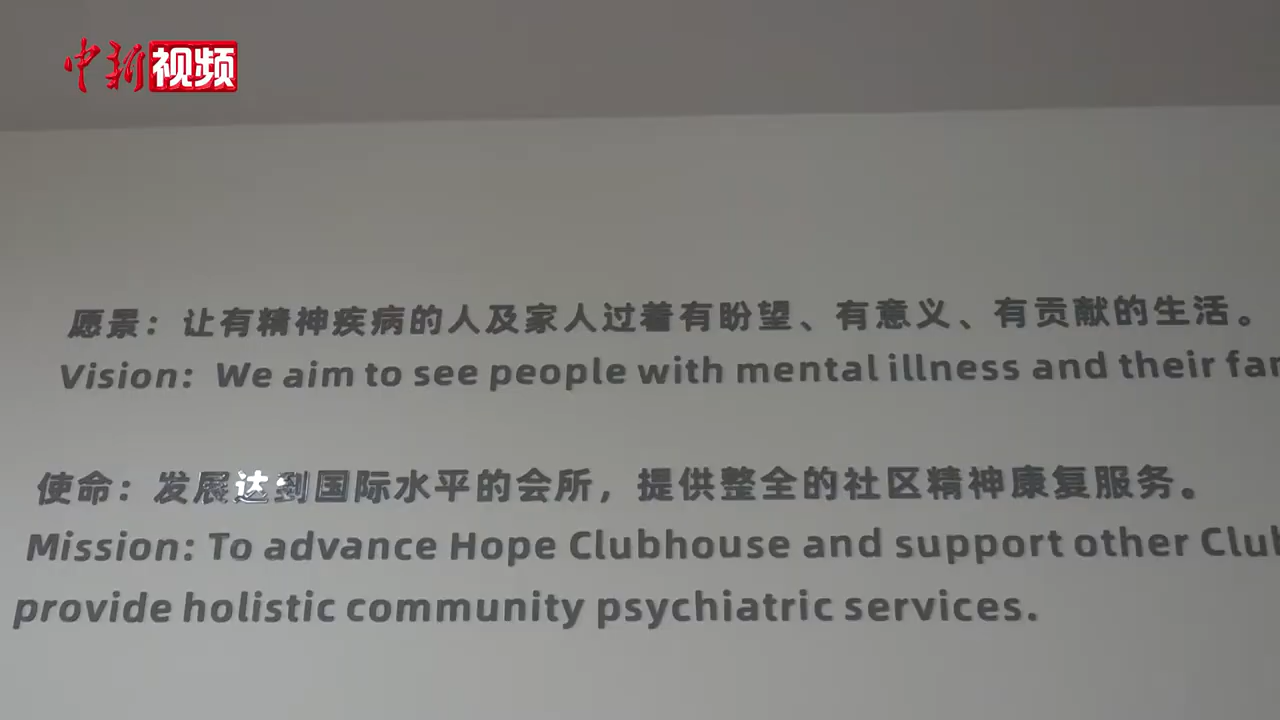 中新视频
愿景：让有精神疾病的人及家人过着有盼望、有意义、有贡献的生活。
Vision: We aim to see people with mental illness and their
使命：发展达到国际水平的会所，提供整全的社区精神康复服务。
Mission: To advance Hope Clubhouse and support other
provide holistic community psychiatric services.